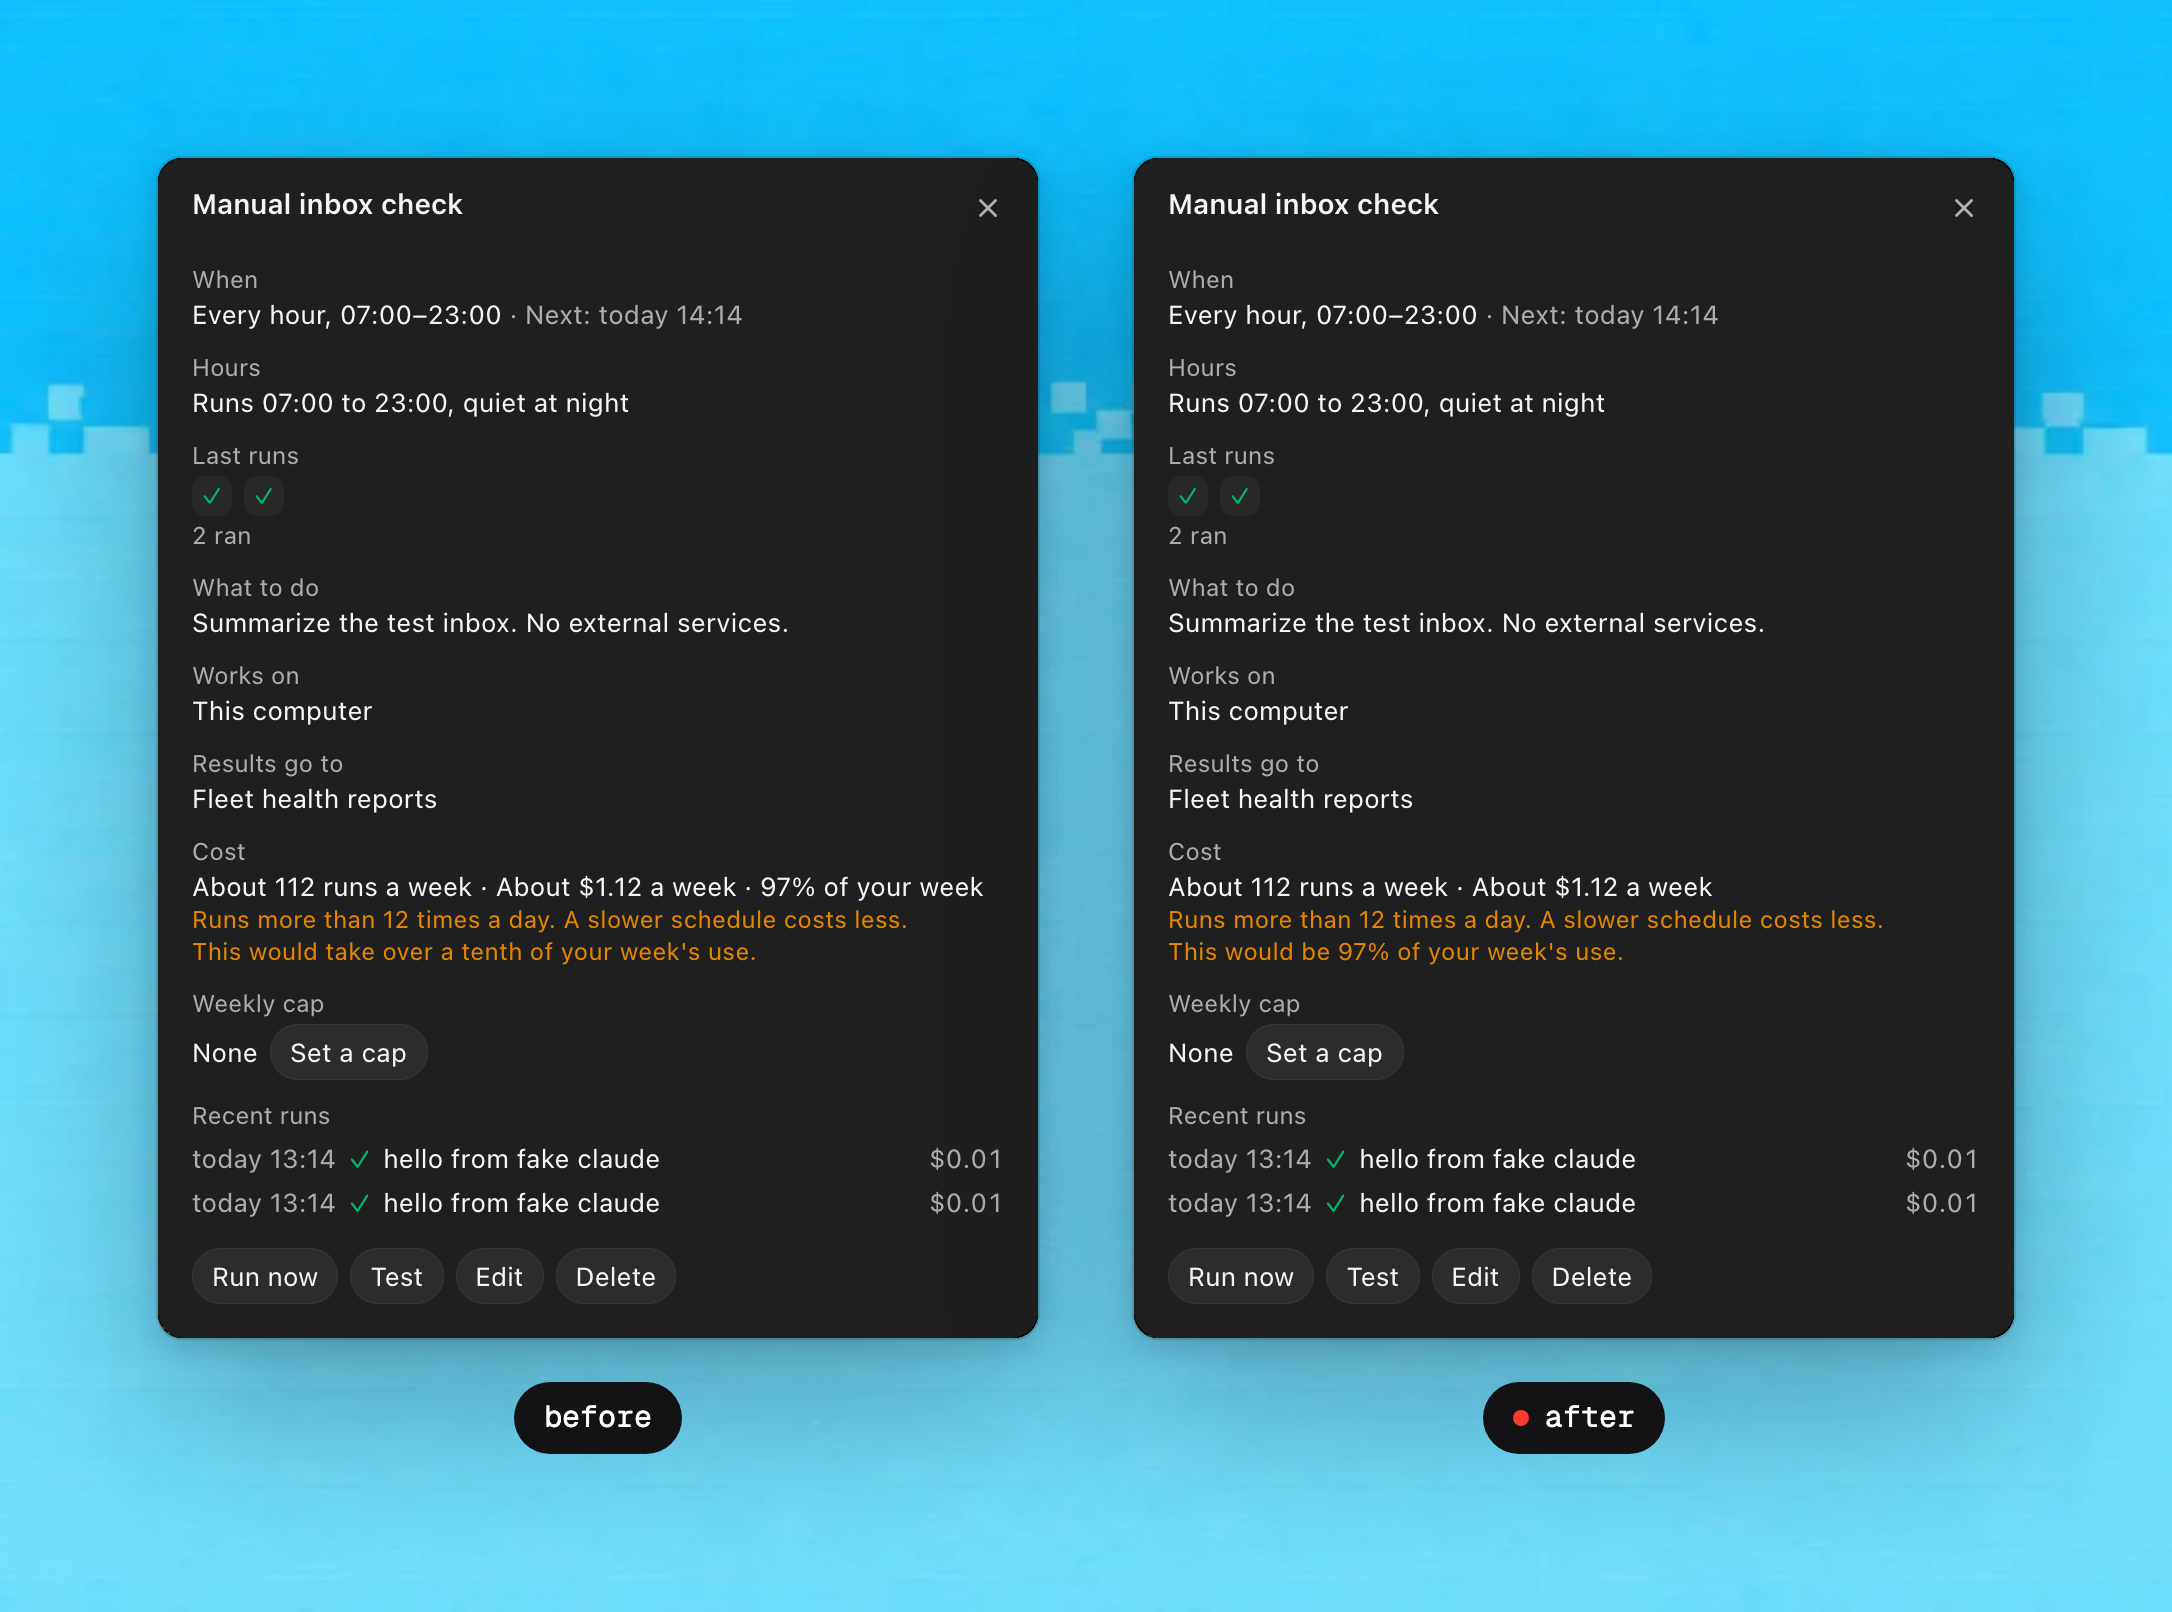 Manual inbox check
When
Every hour, 07:00–23:00 · Next: today 14:14
Hours
Runs 07:00 to 23:00, quiet at night
Last runs
2 ran
What to do
Summarize the test inbox. No external services.
Works on
This computer
Results go to
Fleet health reports
Cost
About 112 runs a week · About $1.12 a week · 97% of your week
Runs more than 12 times a day. A slower schedule costs less.
This would take over a tenth of your week's use.
Weekly cap
None Set a cap
Recent runs
today 13:14 ✓ hello from fake claude $0.01
today 13:14 ✓ hello from fake claude $0.01
Run now Test Edit Delete
before
Manual inbox check
When
Every hour, 07:00–23:00 · Next: today 14:14
Hours
Runs 07:00 to 23:00, quiet at night
Last runs
2 ran
What to do
Summarize the test inbox. No external services.
Works on
This computer
Results go to
Fleet health reports
Cost
About 112 runs a week · About $1.12 a week
Runs more than 12 times a day. A slower schedule costs less.
This would be 97% of your week's use.
Weekly cap
None Set a cap
Recent runs
today 13:14 ✓ hello from fake claude $0.01
today 13:14 ✓ hello from fake claude $0.01
Run now Test Edit Delete
after